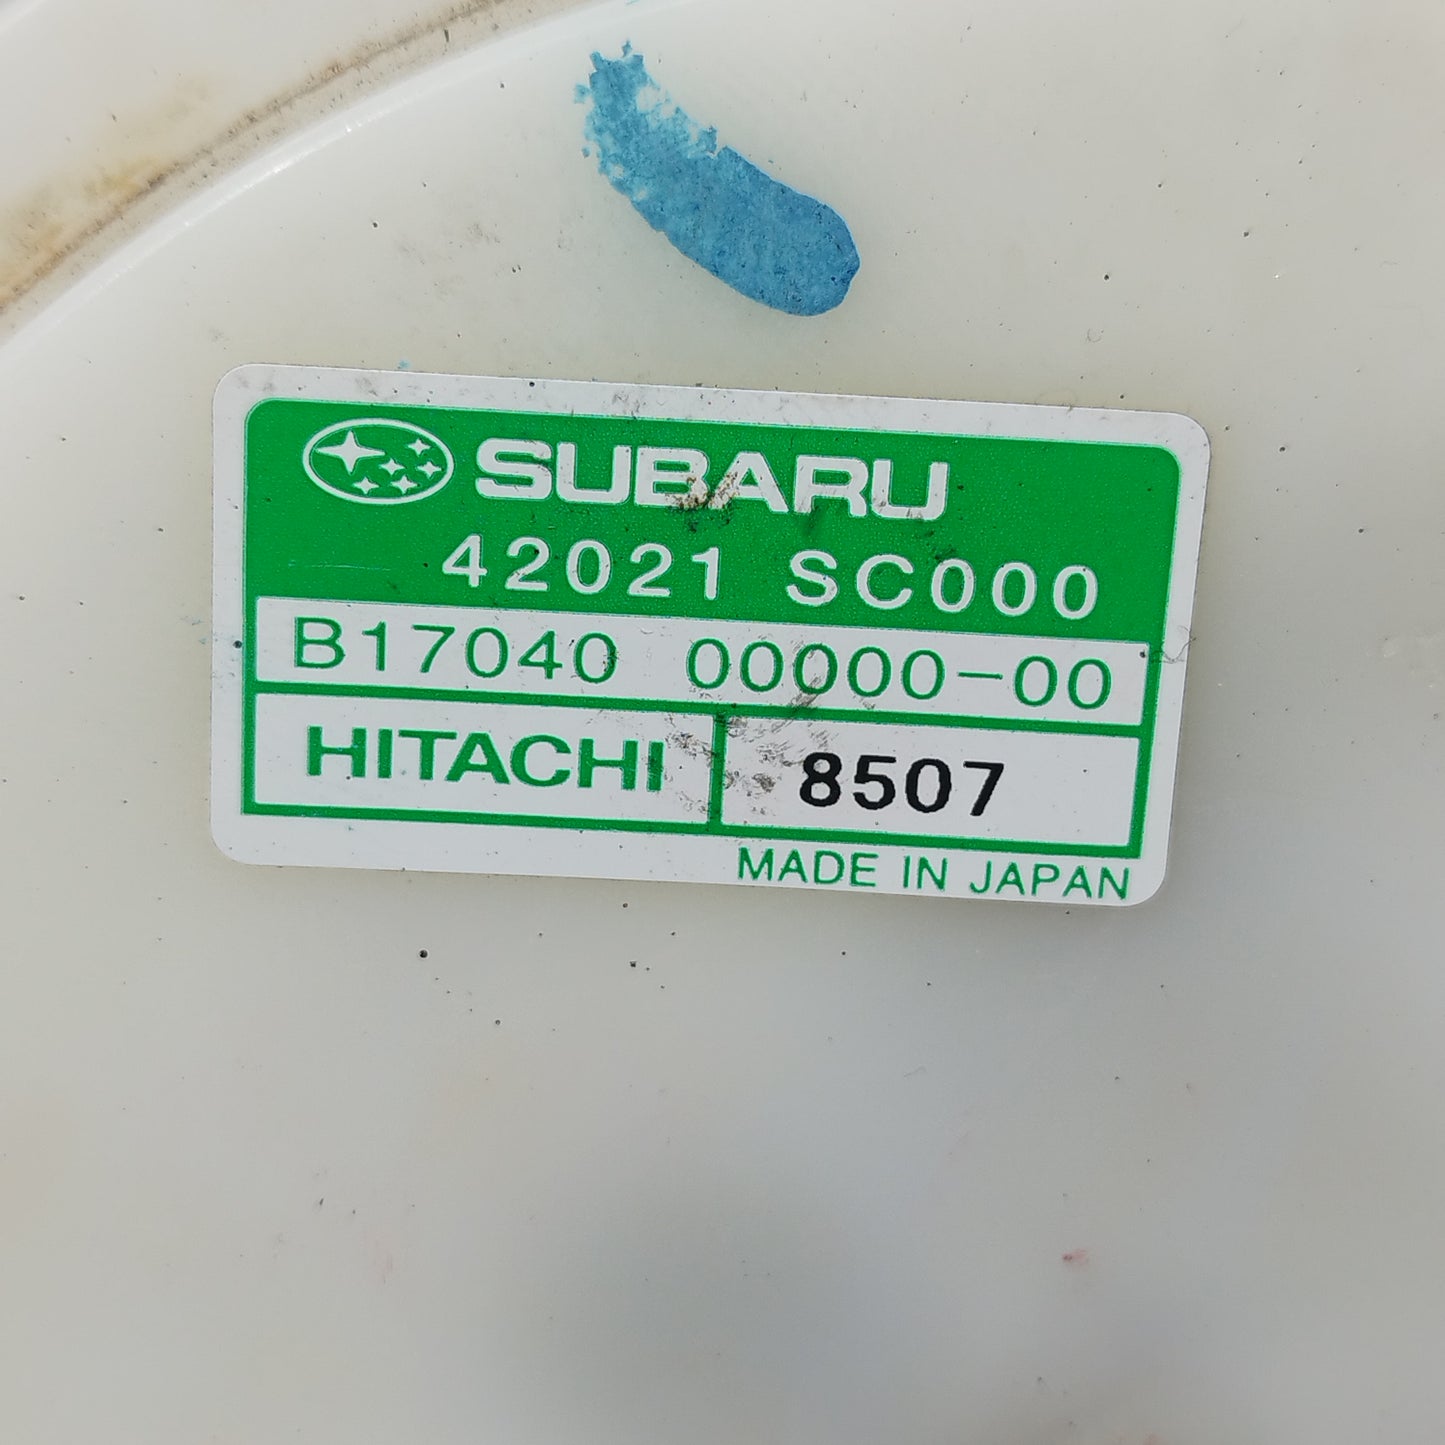 SUBARU
42021 SC000
B17040 00000-00
HITACHI 8507
MADE IN JAPAN